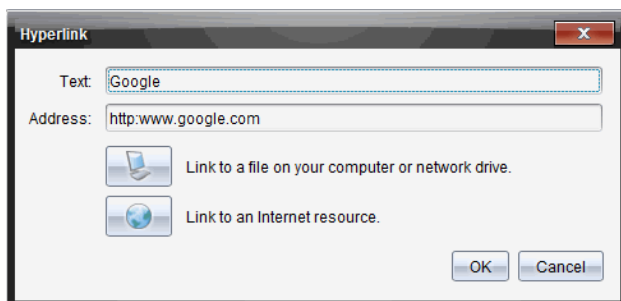 Hyperlink
Text: Google
Address: http:www.google.com
Link to a file on your computer or network drive.
Link to an Internet resource.
OK Cancel